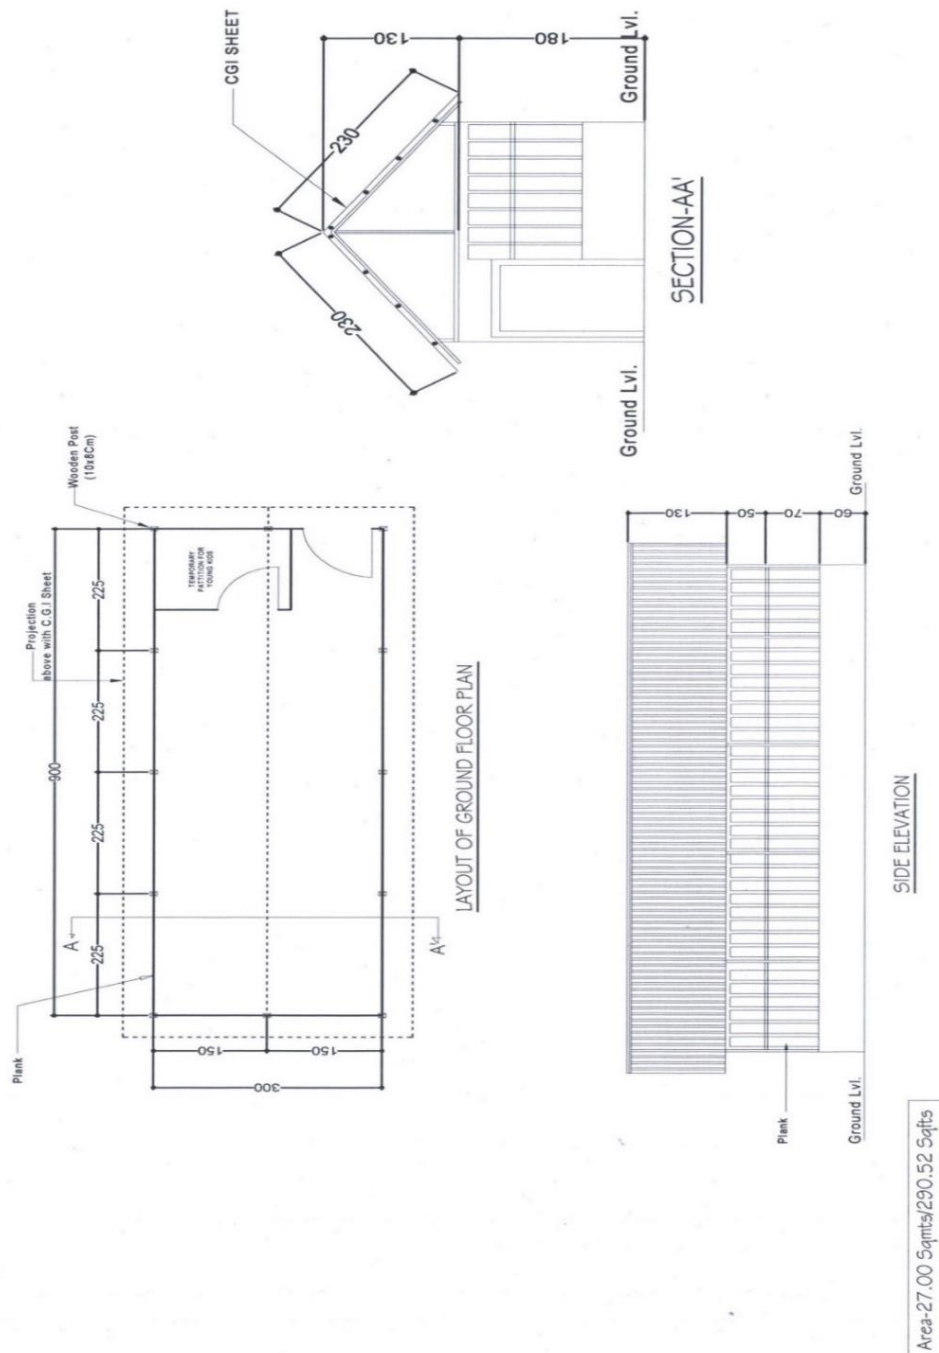 Plank
Projection
above with C.G.I Sheet
Wooden Post
(10x8Cm)
900
225
225
225
225
A
A'
150
150
300
TEMPORARY
PATTITION FOR
YOUNG KIDS
LAYOUT OF GROUND FLOOR PLAN
CGI SHEET
230
230
130
180
Ground Lvl.
Ground Lvl.
SECTION-AA'
130
50
70
60
Plank
Ground Lvl.
Ground Lvl.
SIDE ELEVATION
Area-27.00 Sqmts/290.52 Sqfts